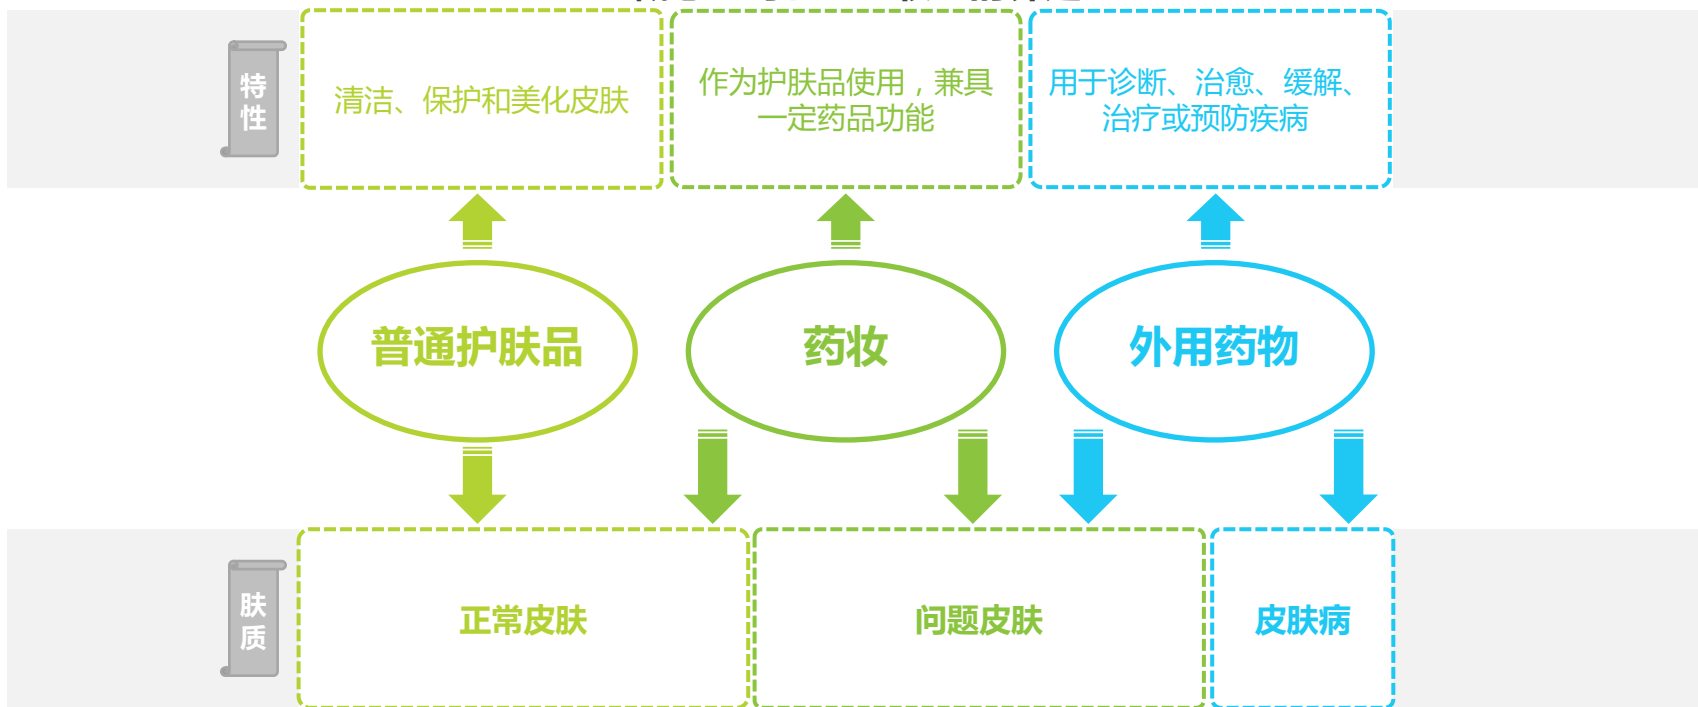 特性
清洁、保护和美化皮肤
作为护肤品使用，兼具
一定药品功能
用于诊断、治愈、缓解、
治疗或预防疾病
普通护肤品
药妆
外用药物
肤质
正常皮肤
问题皮肤
皮肤病